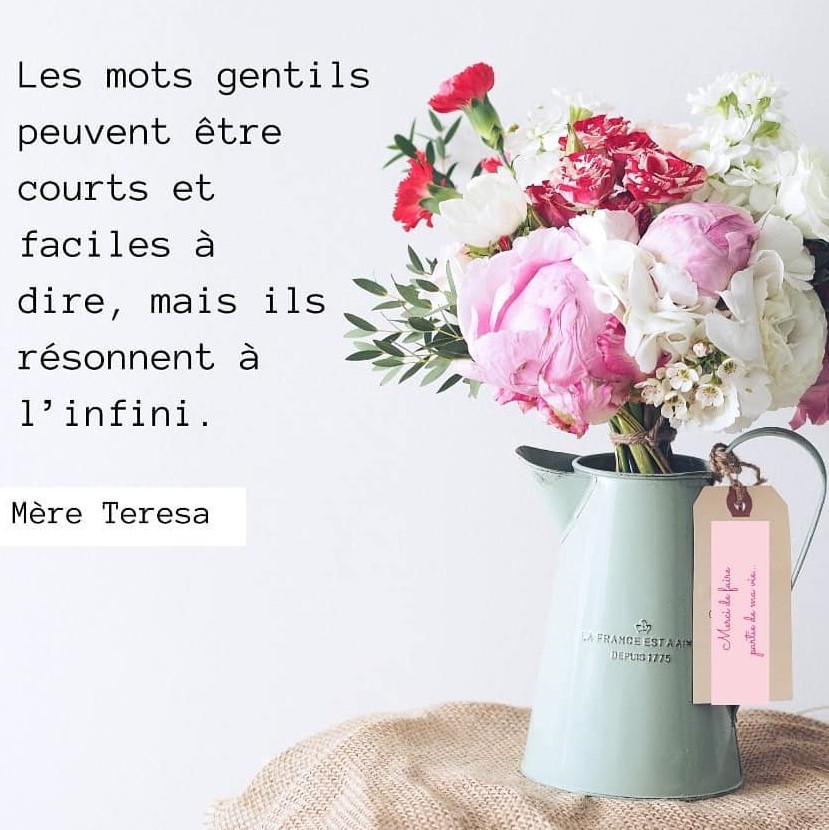 Les mots gentils
peuvent être
courts et
faciles à
dire, mais ils
résonnent à
l’infini.
Mère Teresa
LA FRANCE EST A
DEPUIS 1775
Merci de faire
partie de ma vie...